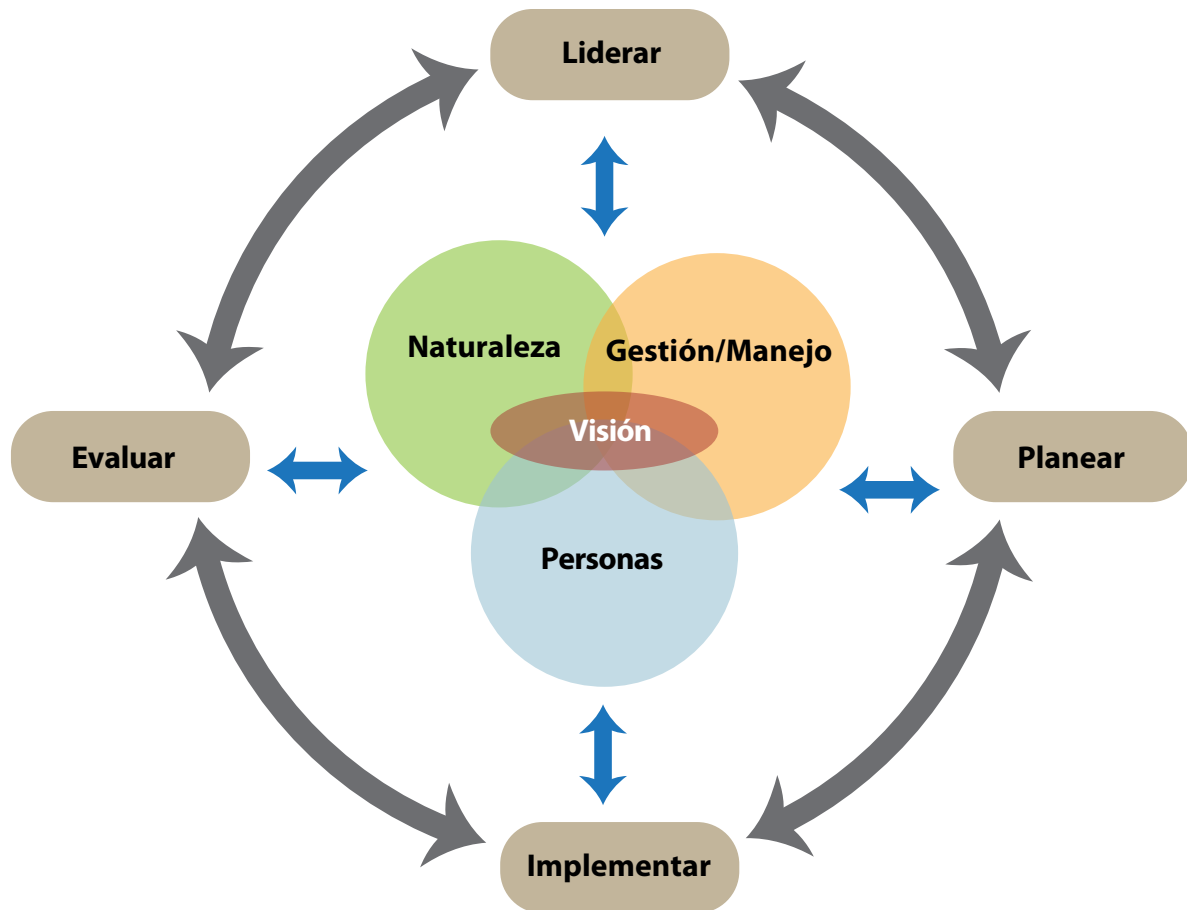 Liderar
Naturaleza
Gestión/Manejo
Visión
Evaluar
Planear
Personas
Implementar